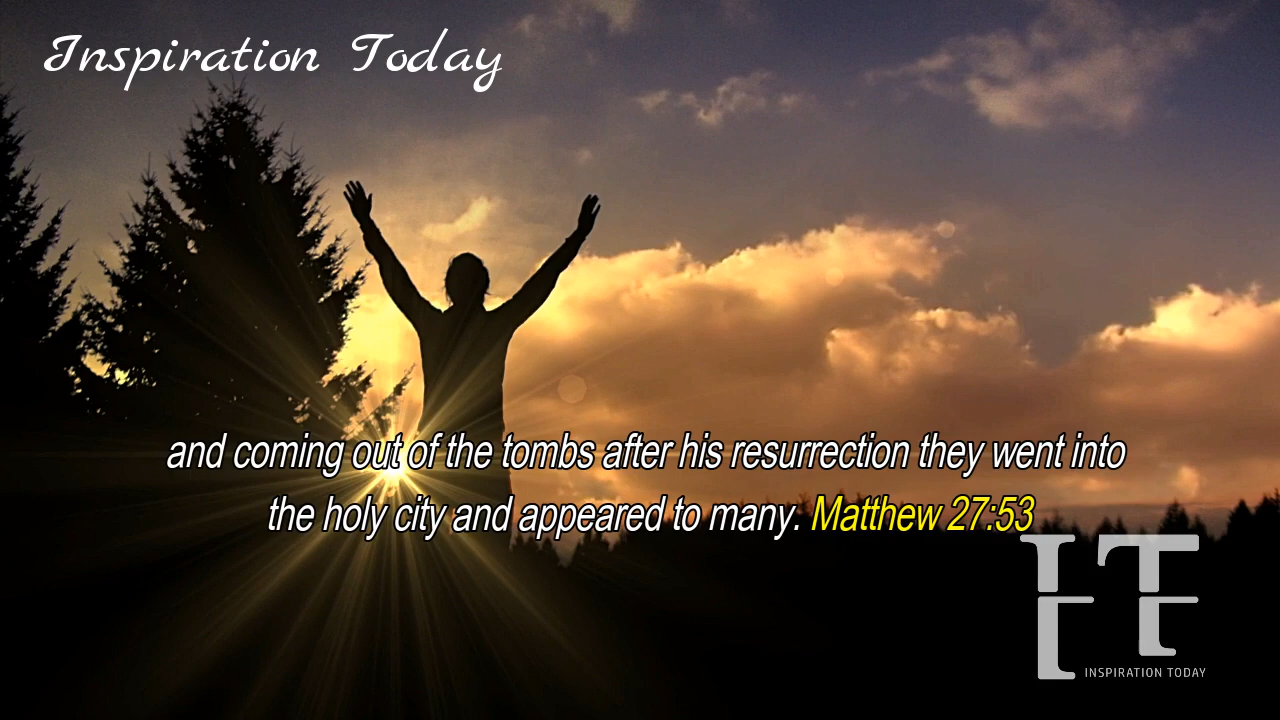 Inspiration Today
and coming out of the tombs after his resurrection they went into
the holy city and appeared to many. Matthew 27:53
IT
INSPIRATION TODAY